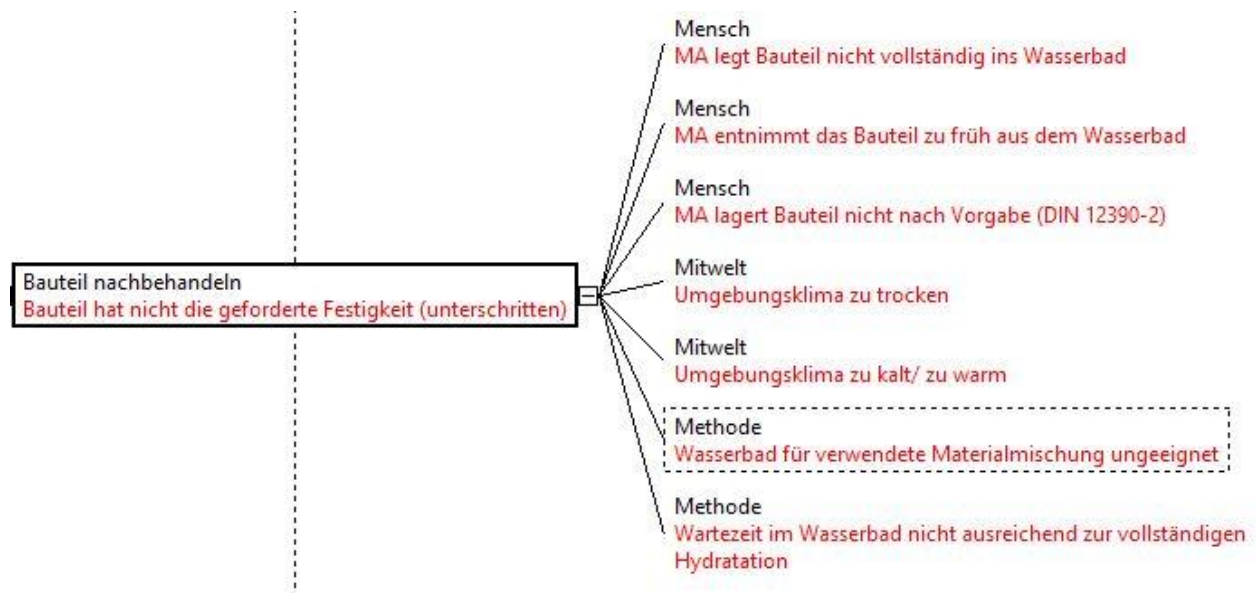 Mensch
MA legt Bauteil nicht vollständig ins Wasserbad
Mensch
MA entnimmt das Bauteil zu früh aus dem Wasserbad
Mensch
MA lagert Bauteil nicht nach Vorgabe (DIN 12390-2)
Bauteil nachbehandeln
Bauteil hat nicht die geforderte Festigkeit (unterschritten)
Mitwelt
Umgebungsklima zu trocken
Mitwelt
Umgebungsklima zu kalt/ zu warm
Methode
Wasserbad für verwendete Materialmischung ungeeignet
Methode
Wartezeit im Wasserbad nicht ausreichend zur vollständigen
Hydratation